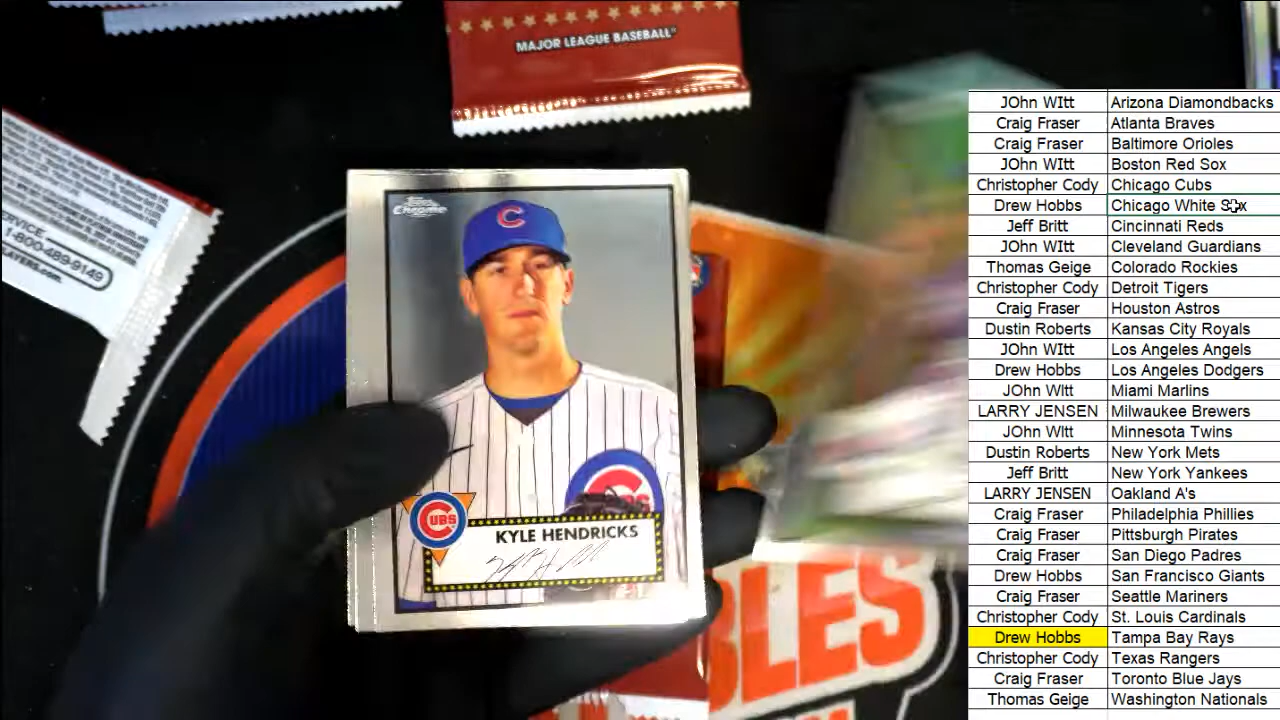 MAJOR LEAGUE BASEBALL
SERVICE
1-800-489-9149
Topps
Chrome
C
CUBS
CUBS
KYLE HENDRICKS
BLES
JOhn WItt Arizona Diamondbacks
Craig Fraser Atlanta Braves
Craig Fraser Baltimore Orioles
JOhn WItt Boston Red Sox
Christopher Cody Chicago Cubs
Drew Hobbs Chicago White Sox
Jeff Britt Cincinnati Reds
JOhn WItt Cleveland Guardians
Thomas Geige Colorado Rockies
Christopher Cody Detroit Tigers
Craig Fraser Houston Astros
Dustin Roberts Kansas City Royals
JOhn WItt Los Angeles Angels
Drew Hobbs Los Angeles Dodgers
JOhn WItt Miami Marlins
LARRY JENSEN Milwaukee Brewers
JOhn WItt Minnesota Twins
Dustin Roberts New York Mets
Jeff Britt New York Yankees
LARRY JENSEN Oakland A's
Craig Fraser Philadelphia Phillies
Craig Fraser Pittsburgh Pirates
Craig Fraser San Diego Padres
Drew Hobbs San Francisco Giants
Craig Fraser Seattle Mariners
Christopher Cody St. Louis Cardinals
Drew Hobbs Tampa Bay Rays
Christopher Cody Texas Rangers
Craig Fraser Toronto Blue Jays
Thomas Geige Washington Nationals